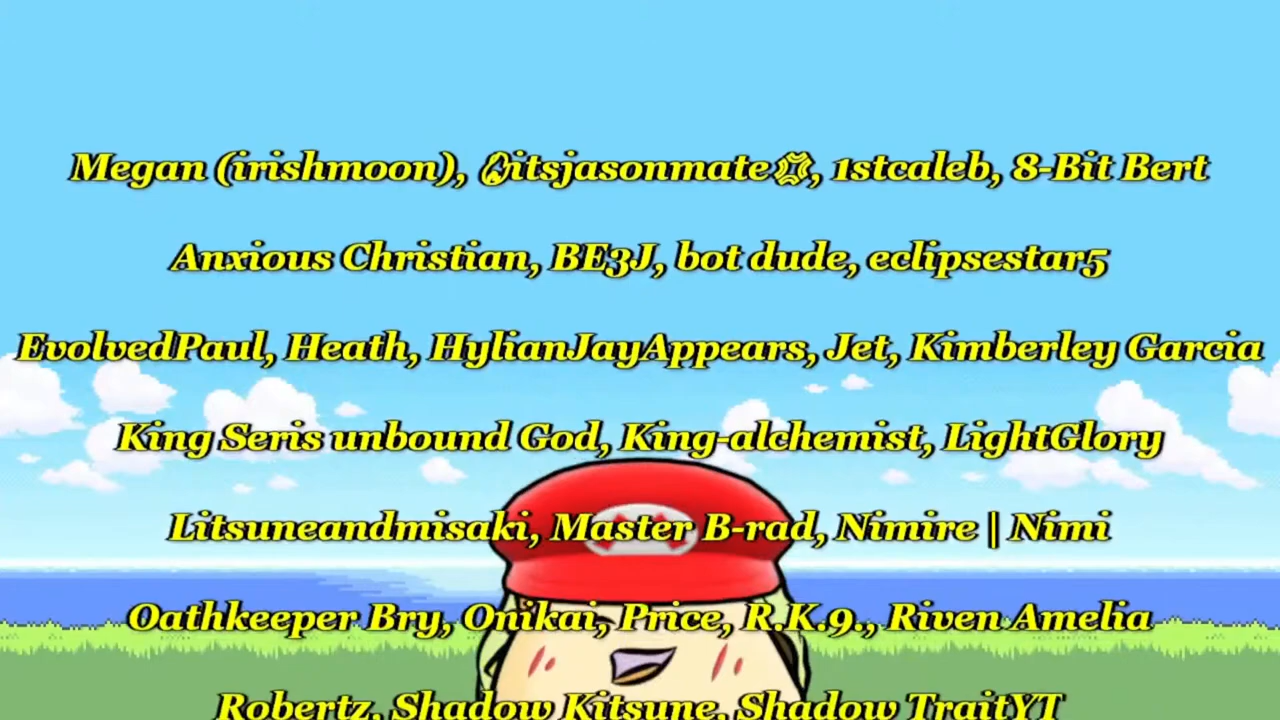 Megan (irishmoon), 🔥itsjasonmate💢, 1stcaleb, 8-Bit Bert
Anxious Christian, BE3J, bot dude, eclipsestar5
EvolvedPaul, Heath, HylianJayAppears, Jet, Kimberley Garcia
King Seris unbound God, King-alchemist, LightGlory
Litsuneandmisaki, Master B-rad, Nimire | Nimi
Oathkeeper Bry, Onikai, Price, R.K.9., Riven Amelia
Robertz, Shadow Kitsune, Shadow TraitYT